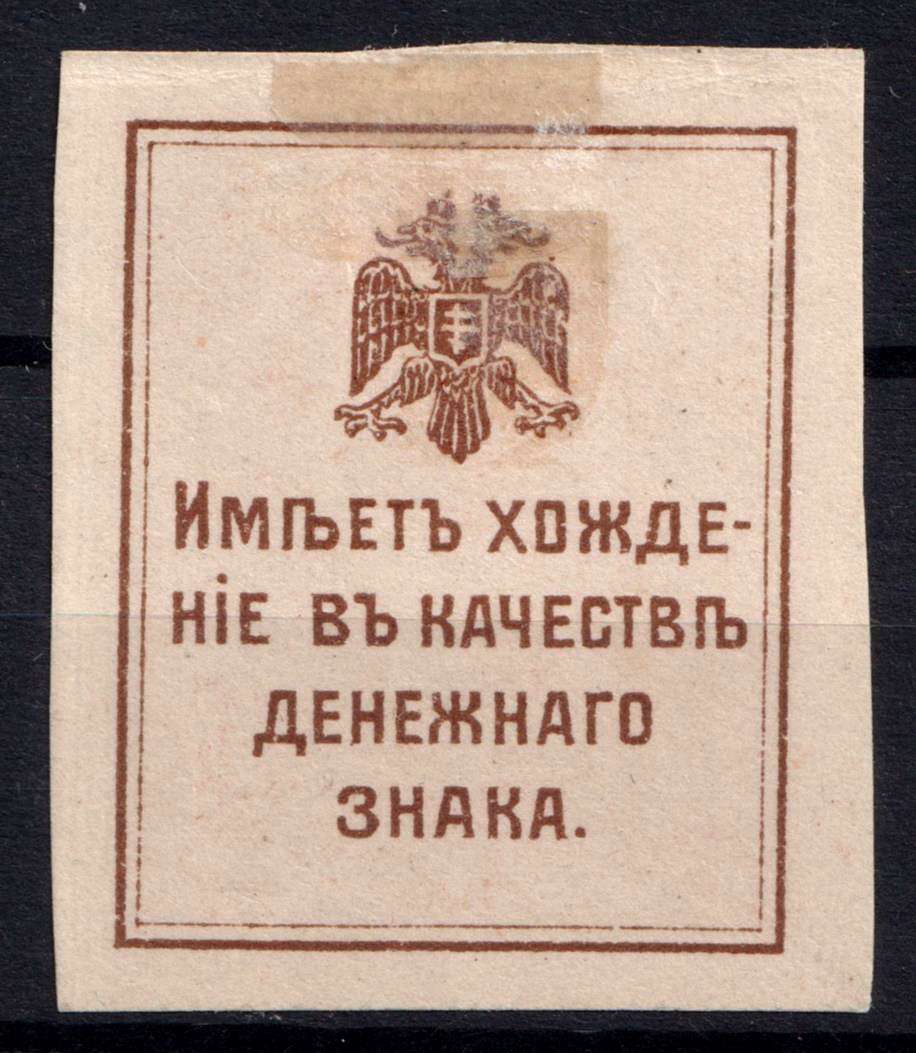 Имѣетъ хожде-
ніе въ качествѣ
денежнаго
знака.